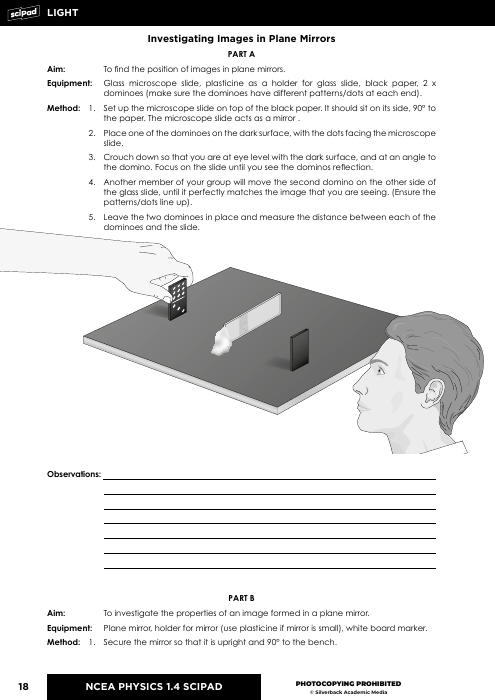 scipad LIGHT
Investigating Images in Plane Mirrors
PART A
Aim: To find the position of images in plane mirrors.
Equipment: Glass microscope slide, plasticine as a holder for glass slide, black paper, 2 x
dominoes (make sure the dominoes have different patterns/dots at each end).
Method: 1. Set up the microscope slide on top of the black paper. It should sit on its side, 90° to
the paper. The microscope slide acts as a mirror .
2. Place one of the dominoes on the dark surface, with the dots facing the microscope
slide.
3. Crouch down so that you are at eye level with the dark surface, and at an angle to
the domino. Focus on the slide until you see the dominos reflection.
4. Another member of your group will move the second domino on the other side of
the glass slide, until it perfectly matches the image that you are seeing. (Ensure the
patterns/dots line up).
5. Leave the two dominoes in place and measure the distance between each of the
dominoes and the slide.
Observations:
PART B
Aim: To investigate the properties of an image formed in a plane mirror.
Equipment: Plane mirror, holder for mirror (use plasticine if mirror is small), white board marker.
Method: 1. Secure the mirror so that it is upright and 90° to the bench.
18 NCEA PHYSICS 1.4 SCIPAD PHOTOCOPYING PROHIBITED
© Silverback Academic Media